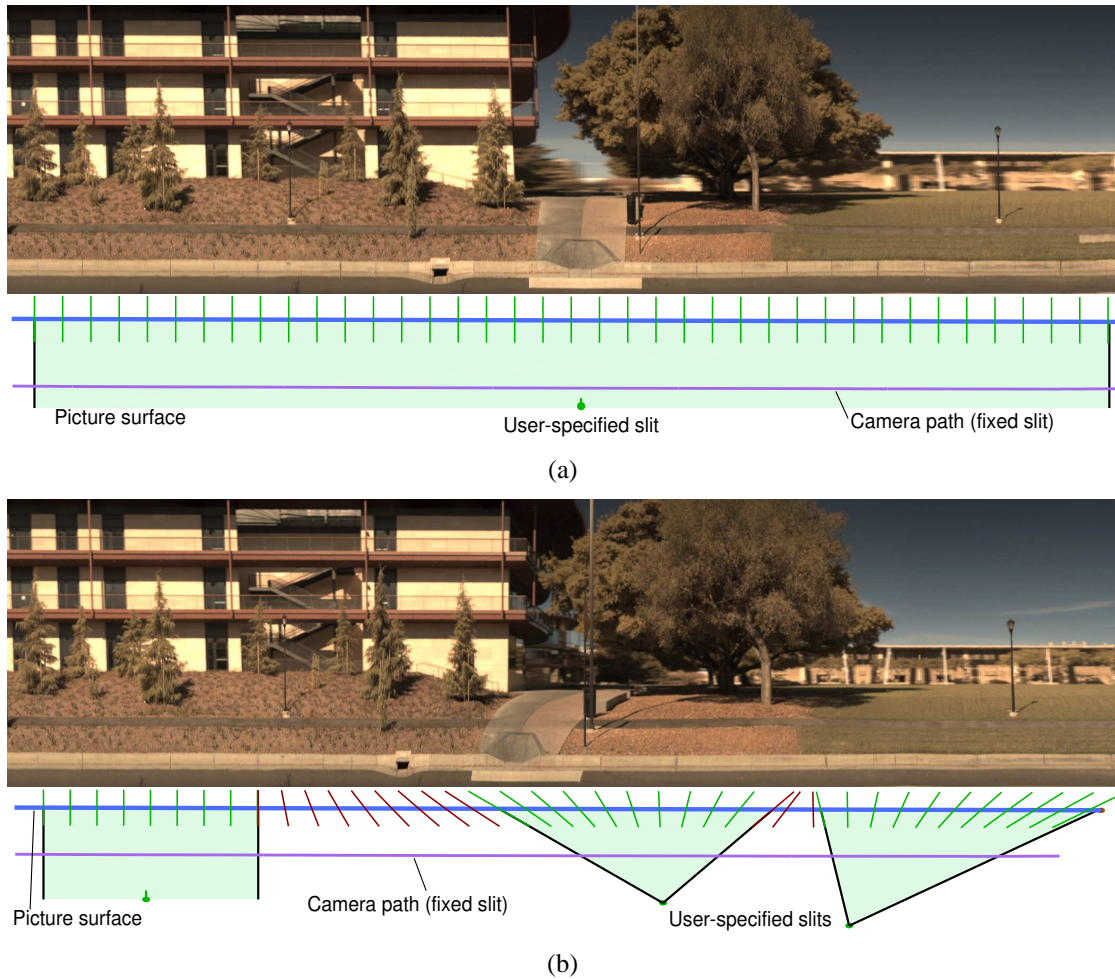 Picture surface
User-specified slit
Camera path (fixed slit)
(a)
Picture surface
Camera path (fixed slit)
User-specified slits
(b)